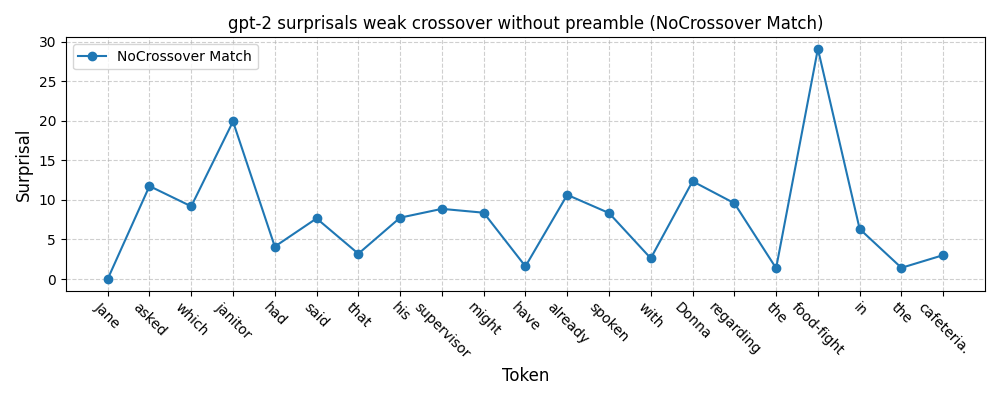 gpt-2 surprisals weak crossover without preamble (NoCrossover Match)
NoCrossover Match
30
25
20
15
10
5
0
Surprisal
Jane
asked
which
janitor
had
said
that
his
supervisor
might
have
already
spoken
with
Donna
regarding
the
food-fight
in
the
cafeteria.
Token